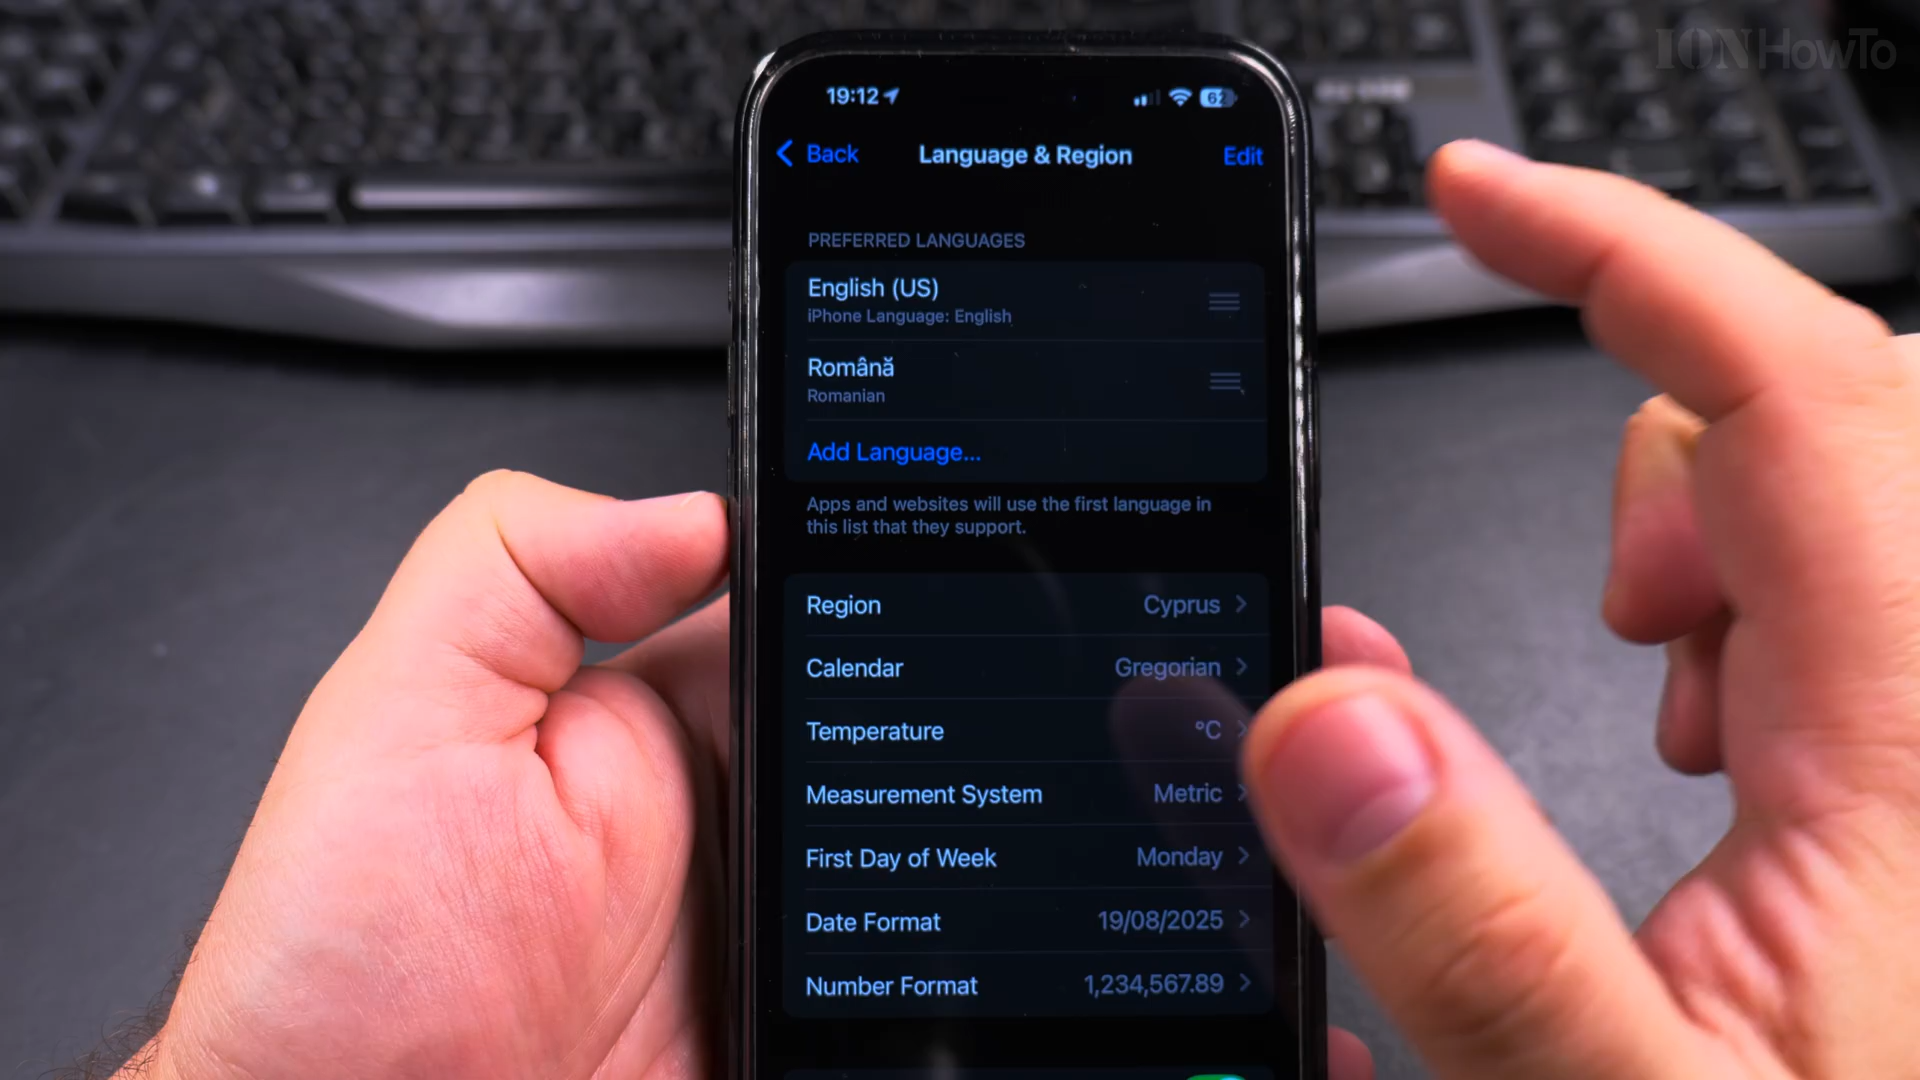 IONHowTo
19:12
62
Back
Language & Region
Edit
PREFERRED LANGUAGES
English (US)
iPhone Language: English
Română
Romanian
Add Language...
Apps and websites will use the first language in
this list that they support.
Region Cyprus
Calendar Gregorian
Temperature °C
Measurement System Metric
First Day of Week Monday
Date Format 19/08/2025
Number Format 1,234,567.89